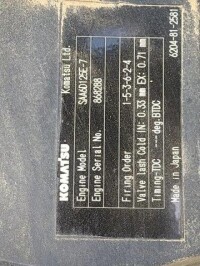 KOMATSU Komatsu Ltd.
Engine Model SAA6D125E-7
Engine Serial No. 868288
Firing Order 1-5-3-6-2-4
Valve lash Cold IN: 0.33 mm EX: 0.71 mm
Timing-TDC --- deg.BTDC
Made in Japan 6204-81-2581